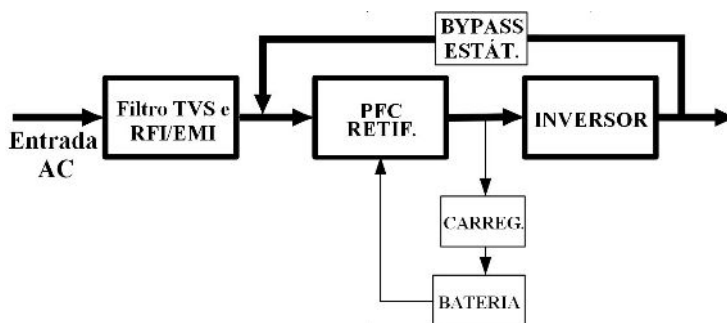 BYPASS
ESTÁT.
Entrada
AC
Filtro TVS e
RFI/EMI
PFC
RETIF.
INVERSOR
CARREG.
BATERIA